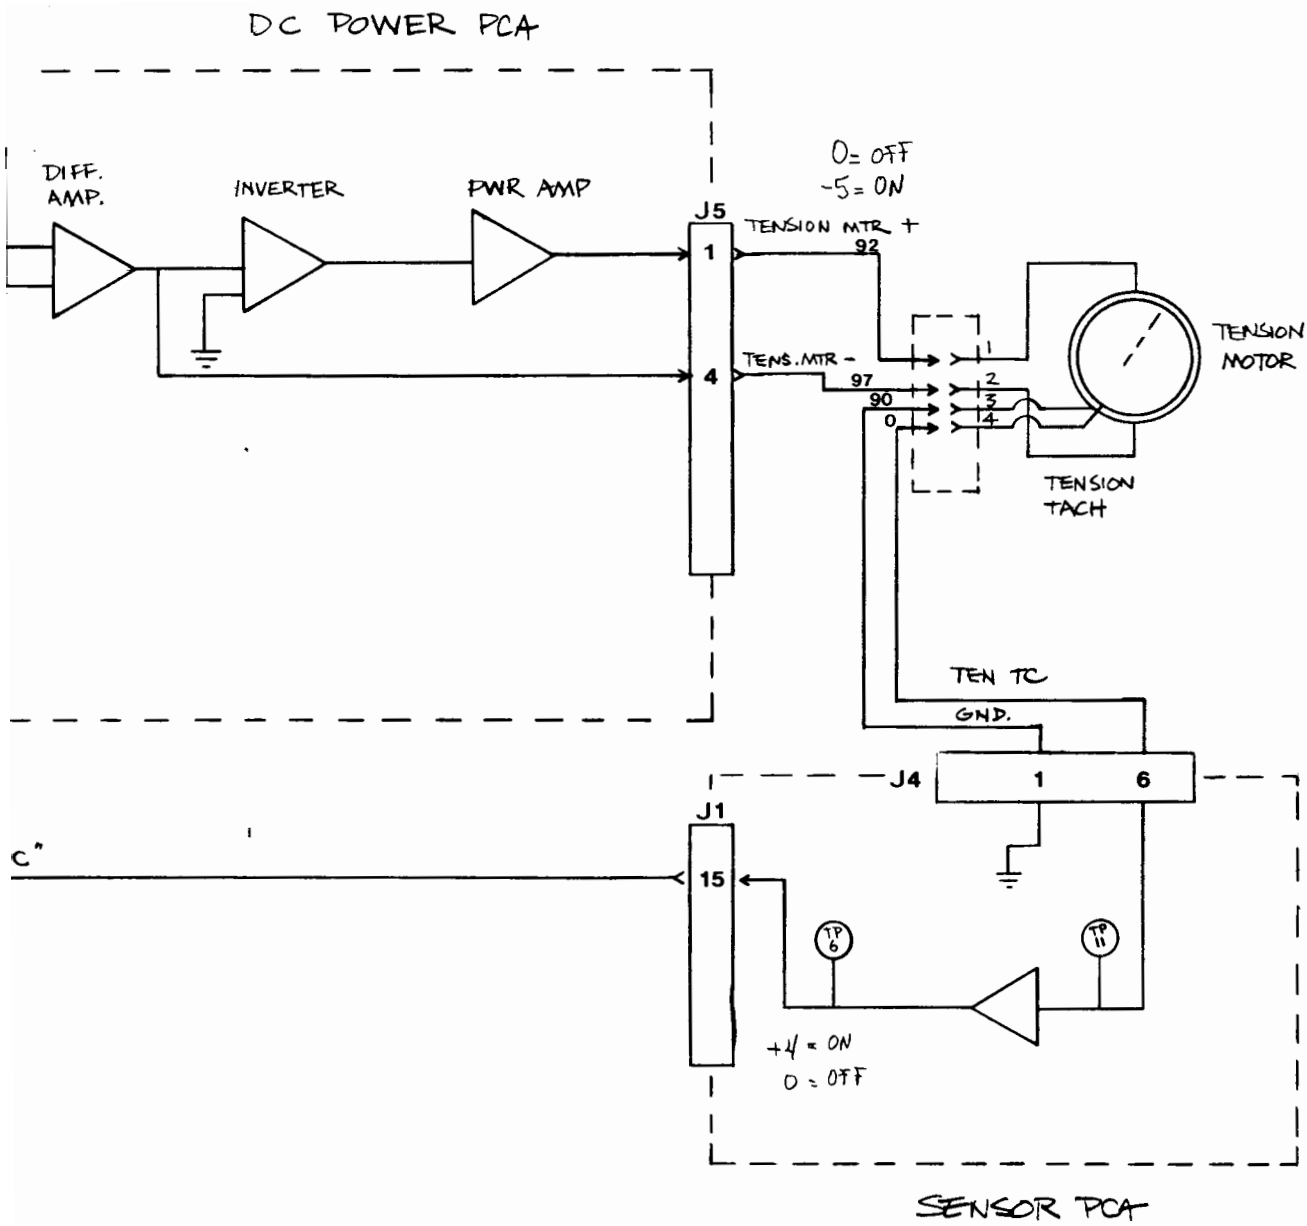 DC POWER PCA
DIFF.
AMP.
INVERTER
PWR AMP
0= OFF
-5= ON
J5
TENSION MTR +
1
92
1
TENSION
MOTOR
TENS. MTR -
4
97
2
90
3
0
4
TENSION
TACH
TEN TC
GND.
J4
1
6
J1
C"
15
TP
6
TP
11
+4 = ON
0 = OFF
SENSOR PCA